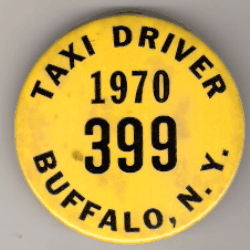 TAXI DRIVER
1970
399
BUFFALO, N.Y.